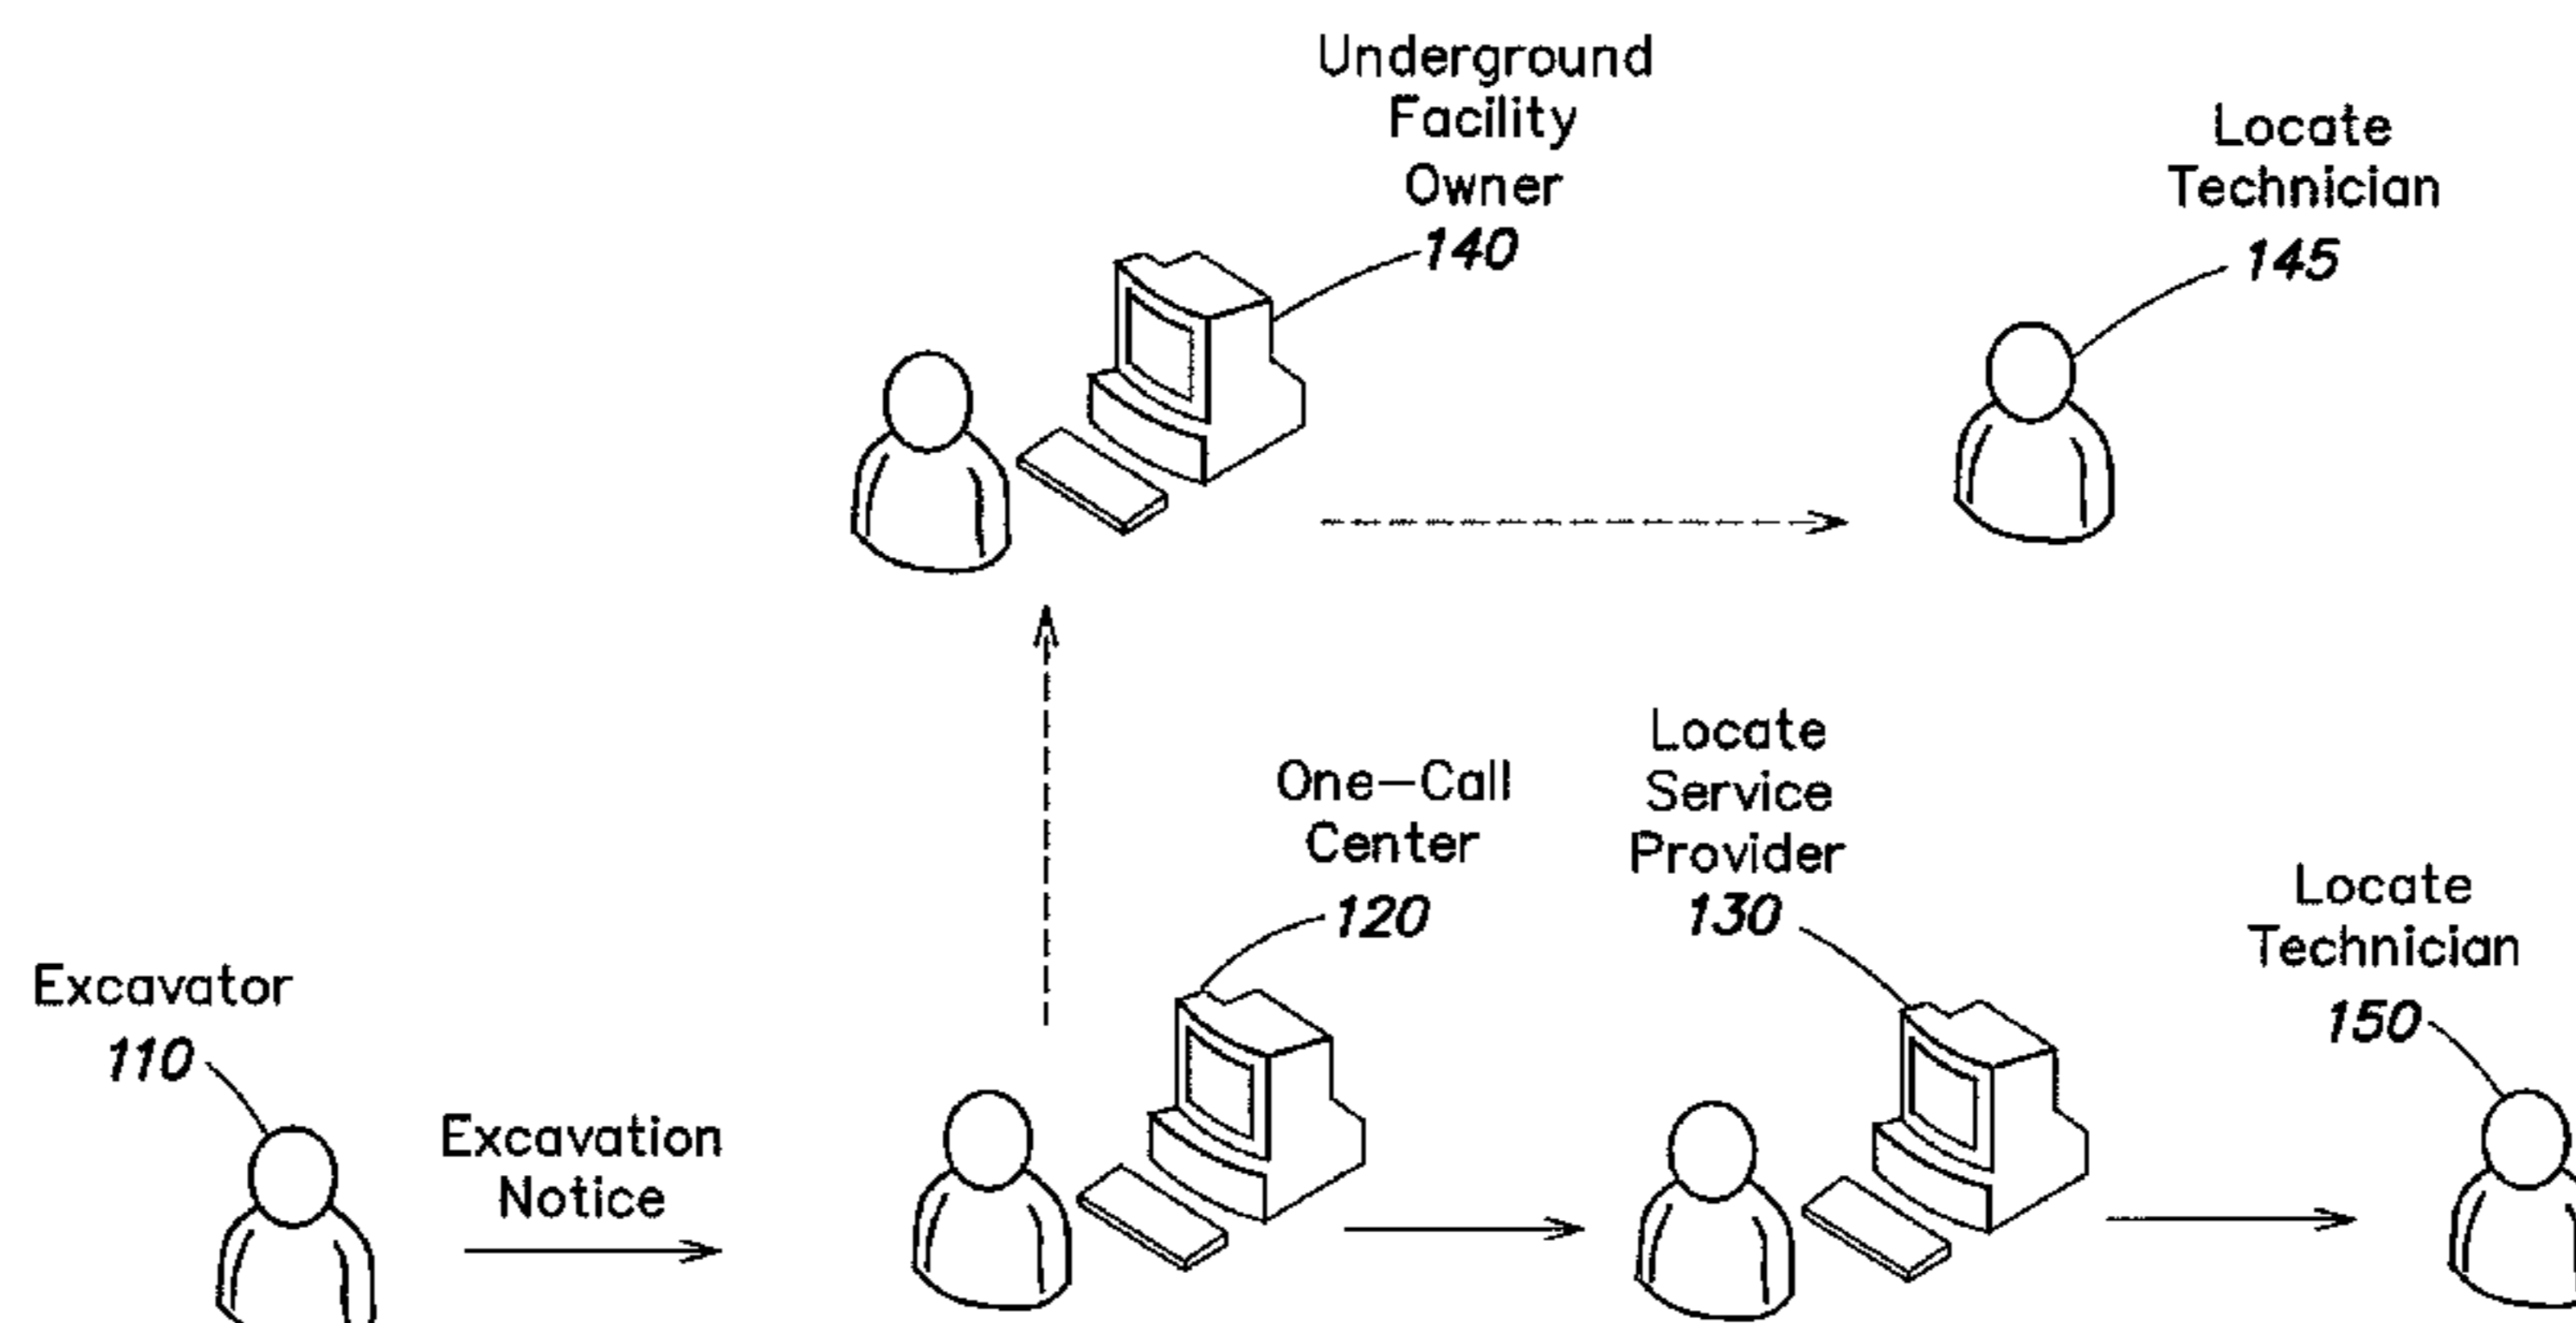 Underground
Facility
Owner
140
Locate
Technician
145
One-Call
Center
120
Locate
Service
Provider
130
Locate
Technician
150
Excavator
110
Excavation
Notice